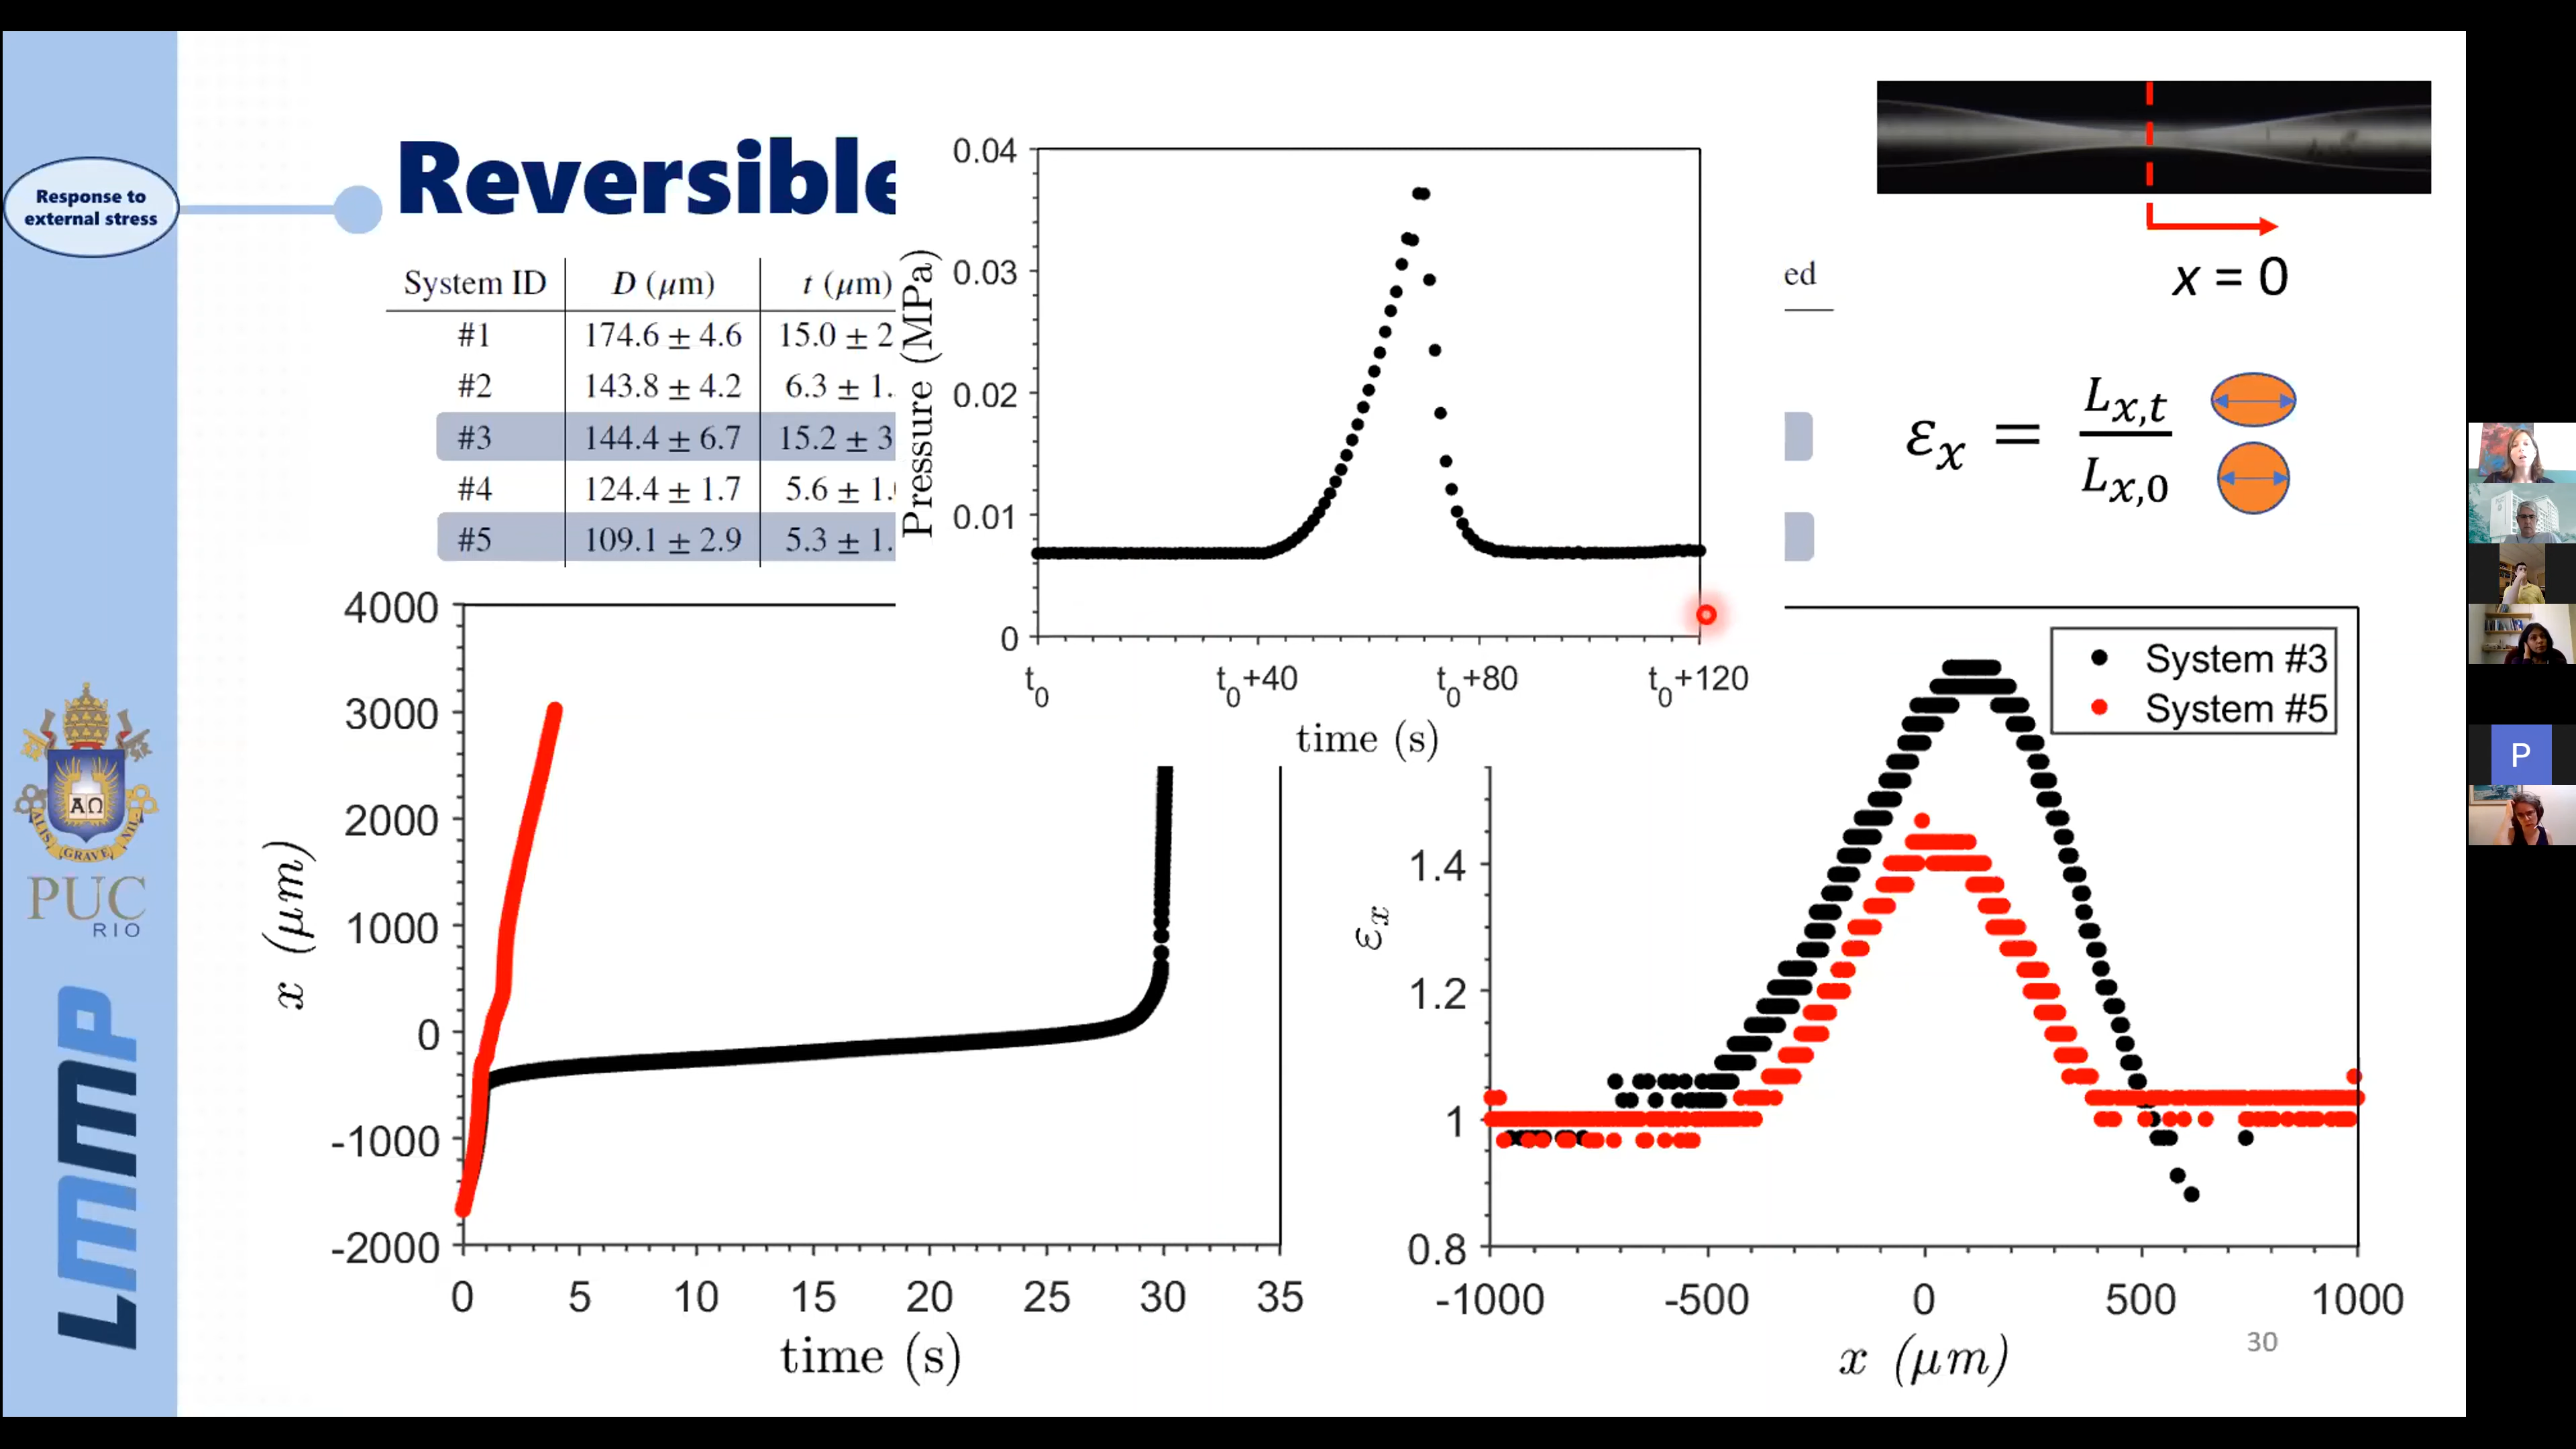 Response to
external stress
Reversible
System ID D (μm) t (μm)
#1 174.6 ± 4.6 15.0 ± 2
#2 143.8 ± 4.2 6.3 ± 1.
#3 144.4 ± 6.7 15.2 ± 3
#4 124.4 ± 1.7 5.6 ± 1.
#5 109.1 ± 2.9 5.3 ± 1.
ed
Pressure (MPa)
0.04
0.03
0.02
0.01
0
t0 t0+40 t0+80 t0+120
time (s)
x = 0
εx = Lx,t / Lx,0
x (μm)
4000
3000
2000
1000
0
-1000
-2000
0 5 10 15 20 25 30 35
time (s)
System #3
System #5
εx
1.4
1.2
1
0.8
-1000 -500 0 500 1000
x (μm)
30
ΑΩ
ALIS GRAVE NIL
PUC
RIO
LMMP
P